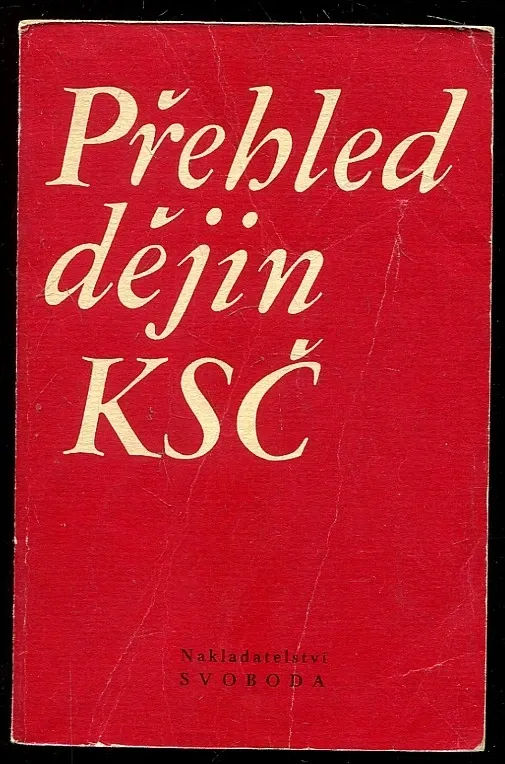 Přehled
dějin
KSČ
Nakladatelství
SVOBODA